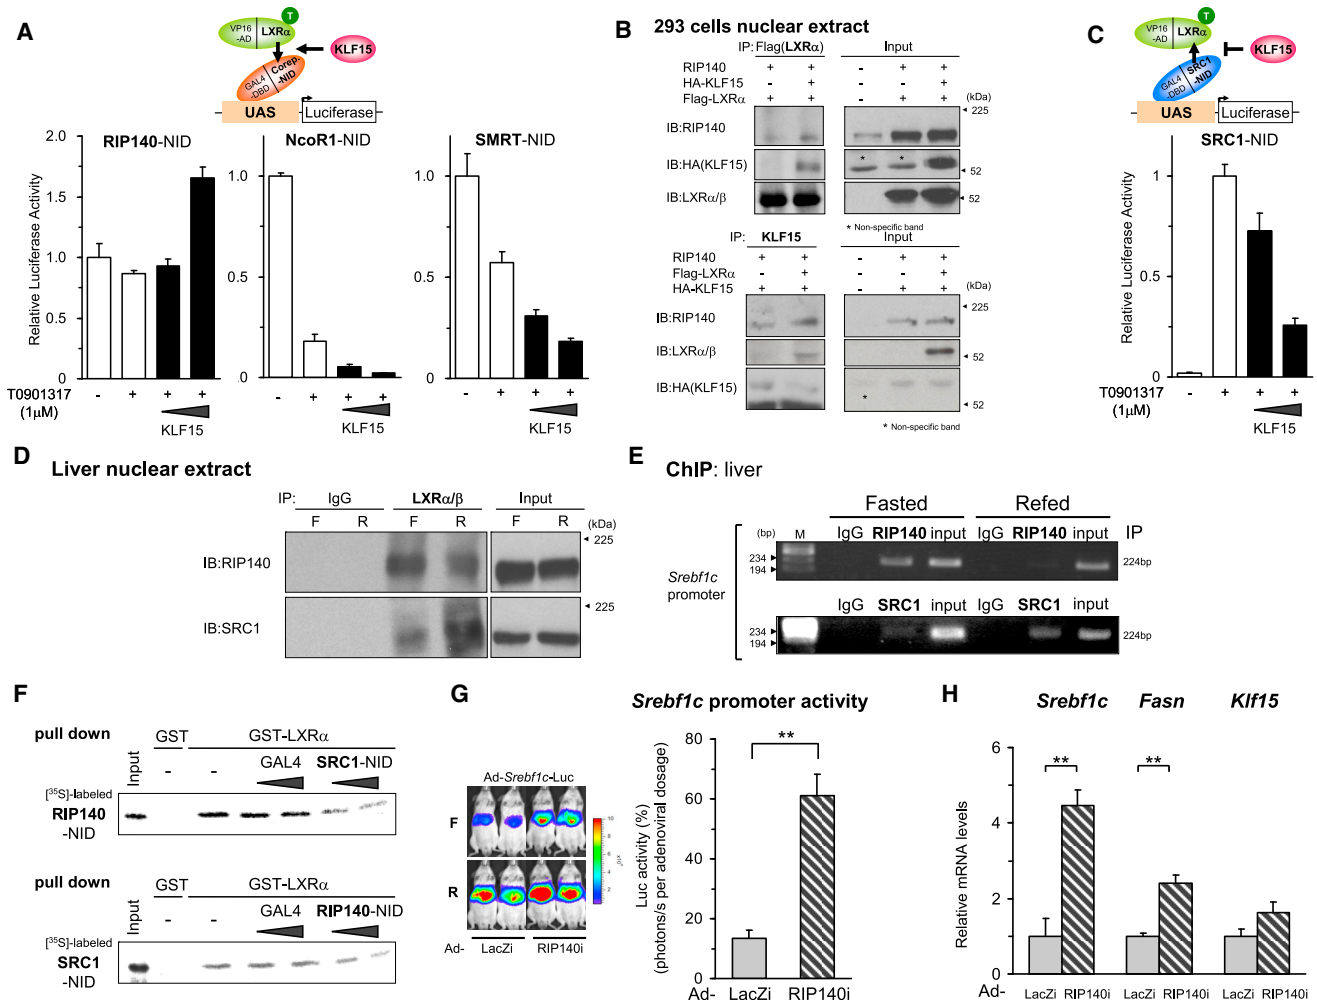 A
VP16
-AD
LXRα
T
KLF15
GAL4
-DBD
Corep-
-NID
UAS
Luciferase
RIP140-NID
NcoR1-NID
SMRT-NID
Relative Luciferase Activity
2.0
1.5
1.0
0.5
0
1.0
0.5
.0
1.0
0.5
0
T0901317
(1μM)
- + + +
- + + +
- + + +
KLF15
KLF15
KLF15
B
293 cells nuclear extract
IP: Flag(LXRα)
Input
RIP140 + + - + +
HA-KLF15 - + - - +
Flag-LXRα + + - + +
(kDa)
IB:RIP140
225
IB:HA(KLF15)
* *
52
IB:LXRα/β
52
* Non-specific band
IP: KLF15
Input
RIP140 + + - + +
Flag-LXRα - + - - +
HA-KLF15 + + - + +
(kDa)
225
IB:RIP140
IB:LXRα/β
52
IB:HA(KLF15)
*
52
* Non-specific band
C
VP16
-AD
LXRα
T
KLF15
GAL4
-DBD
SRC1
-NID
UAS
Luciferase
SRC1-NID
Relative Luciferase Activity
1
0.5
0
T0901317
(1μM)
- + + +
KLF15
D
Liver nuclear extract
IP: IgG LXRα/β Input
F R F R F R
(kDa)
225
IB:RIP140
225
IB:SRC1
E
ChIP: liver
Fasted Refed
(bp) M IgG RIP140 input IgG RIP140 input IP
234
194
224bp
Srebf1c
promoter
IgG SRC1 input IgG SRC1 input
234
194
224bp
F
pull down
Input
GST
GST-LXRα
- -
GAL4 SRC1-NID
[³⁵S]-labeled
RIP140
-NID
pull down
Input
GST
GST-LXRα
- -
GAL4 RIP140-NID
[³⁵S]-labeled
SRC1
-NID
G
Srebf1c promoter activity
Ad-Srebf1c-Luc
F
R
10
8
6
4
2
Ad- LacZi RIP140i
Luc activity (%)
(photons/s per adenoviral dosage)
80
60
40
20
0
**
Ad- LacZi RIP140i
H
Srebf1c Fasn Klf15
Relative mRNA levels
6
4
2
0
** **
Ad- LacZi RIP140i LacZi RIP140i LacZi RIP140i